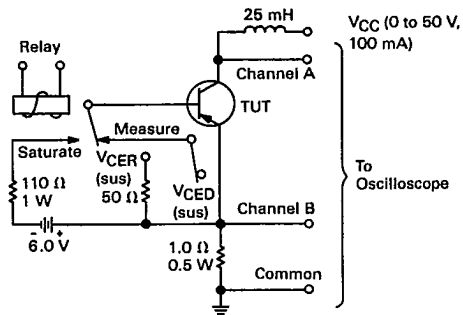 25 mH
VCC (0 to 50 V,
100 mA)
Relay
Channel A
TUT
Measure
Saturate
VCER
(sus)
50 Ω
VCED
(sus)
110 Ω
1 W
To
Oscilloscope
Channel B
- +
6.0 V
1.0 Ω
0.5 W
Common